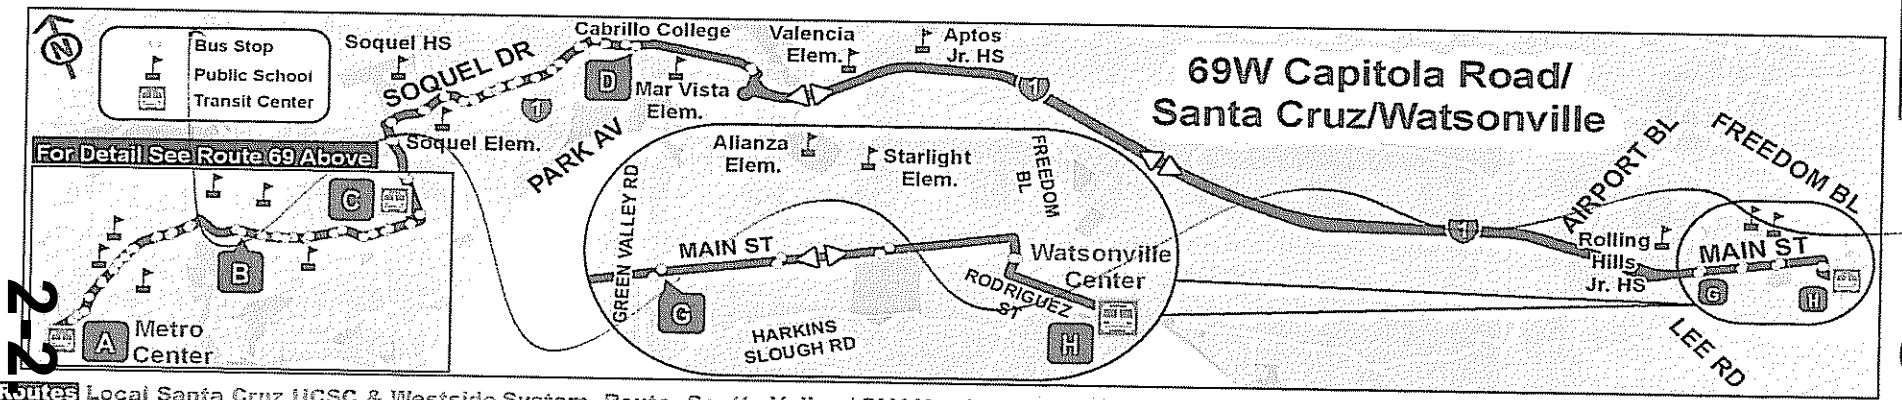 N
Bus Stop
Public School
Transit Center
Soquel HS
SOQUEL DR
Cabrillo College
Valencia
Elem.
Aptos
Jr. HS
69W Capitola Road/
Santa Cruz/Watsonville
D
Mar Vista
Elem.
1
1
Soquel Elem.
PARK AV
For Detail See Route 69 Above
C
B
A
Metro
Center
Alianza
Elem.
Starlight
Elem.
FREEDOM
BL
GREEN VALLEY RD
MAIN ST
Watsonville
Center
RODRIGUEZ
ST
G
H
HARKINS
SLOUGH RD
1
AIRPORT BL
FREEDOM BL
Rolling
Hills
Jr. HS
MAIN ST
G
H
LEE RD
2-2
Routes Local Santa Cruz UCSC & Westside System Route